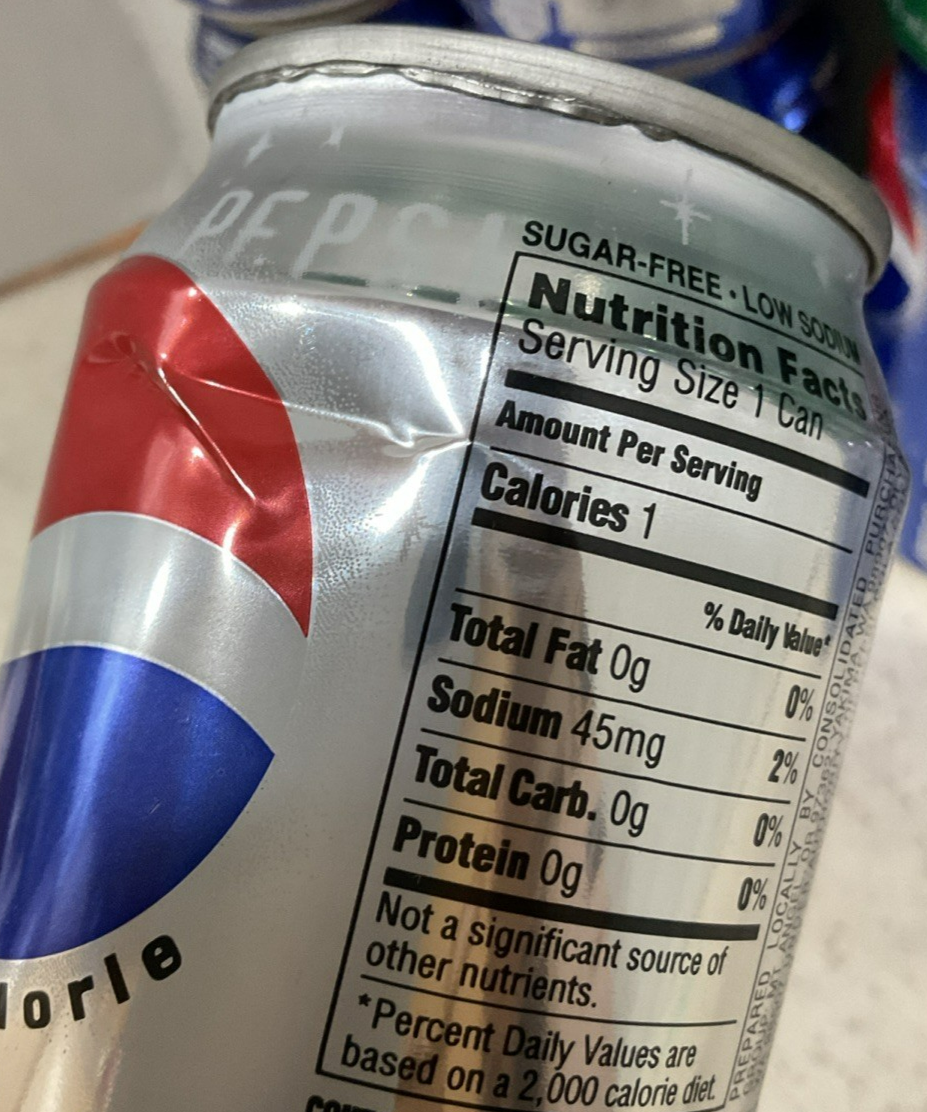 PEPSI
SUGAR-FREE • LOW SODIUM
Nutrition Facts
Serving Size 1 Can
Amount Per Serving
Calories 1
% Daily Value*
Total Fat 0g 0%
Sodium 45mg 2%
Total Carb. 0g 0%
Protein 0g 0%
Not a significant source of
other nutrients.
*Percent Daily Values are
based on a 2,000 calorie diet.
lorie
PREPARED LOCALLY BY CONSOLIDATED